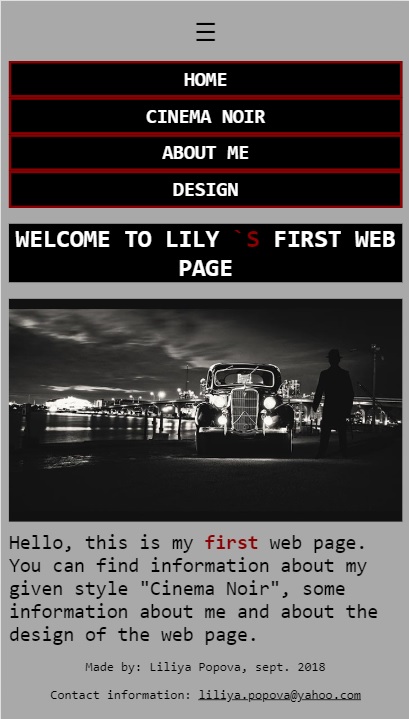 HOME
CINEMA NOIR
ABOUT ME
DESIGN
WELCOME TO LILY `S FIRST WEB
PAGE
Hello, this is my first web page.
You can find information about my
given style "Cinema Noir", some
information about me and about the
design of the web page.
Made by: Liliya Popova, sept. 2018
Contact information: liliya.popova@yahoo.com